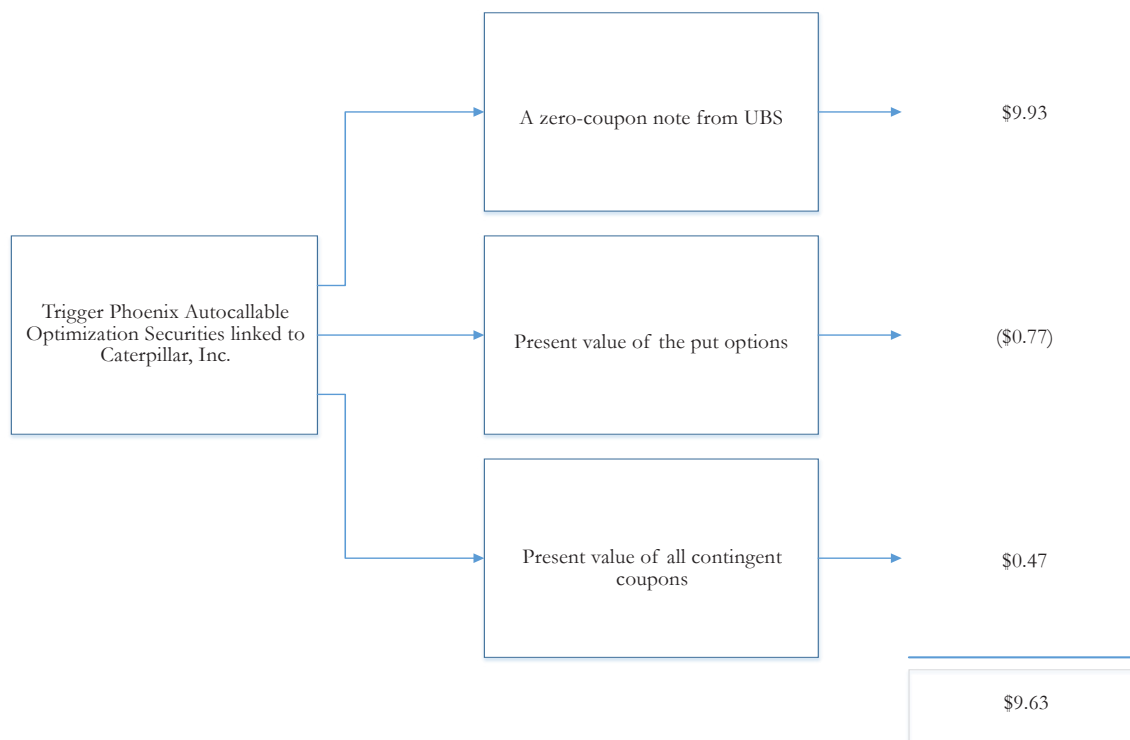 A zero-coupon note from UBS
$9.93
Trigger Phoenix Autocallable
Optimization Securities linked to
Caterpillar, Inc.
Present value of the put options
($0.77)
Present value of all contingent
coupons
$0.47
$9.63